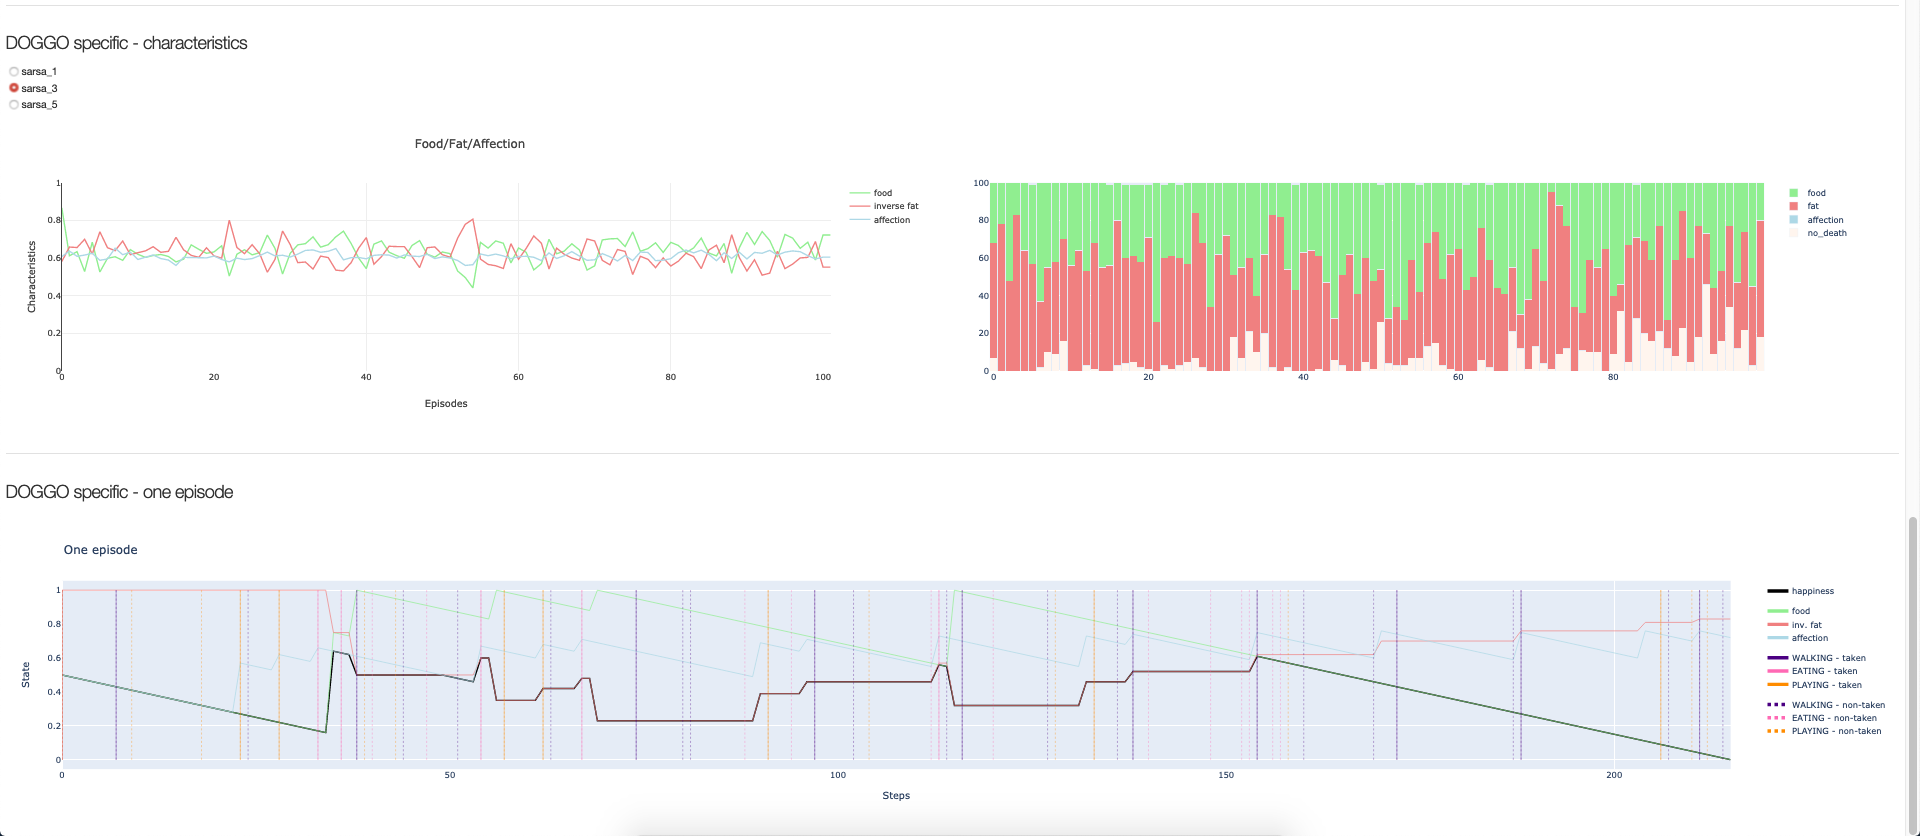 DOGGO specific - characteristics
sarsa_1
sarsa_3
sarsa_5
Food/Fat/Affection
Characteristics
1
0.8
0.6
0.4
0.2
0
0 20 40 60 80 100
Episodes
food
inverse fat
affection
100
80
60
40
20
0
0 20 40 60 80
food
fat
affection
no_death
DOGGO specific - one episode
One episode
State
1
0.8
0.6
0.4
0.2
0
0 50 100 150 200
Steps
happiness
food
inv. fat
affection
WALKING - taken
EATING - taken
PLAYING - taken
WALKING - non-taken
EATING - non-taken
PLAYING - non-taken